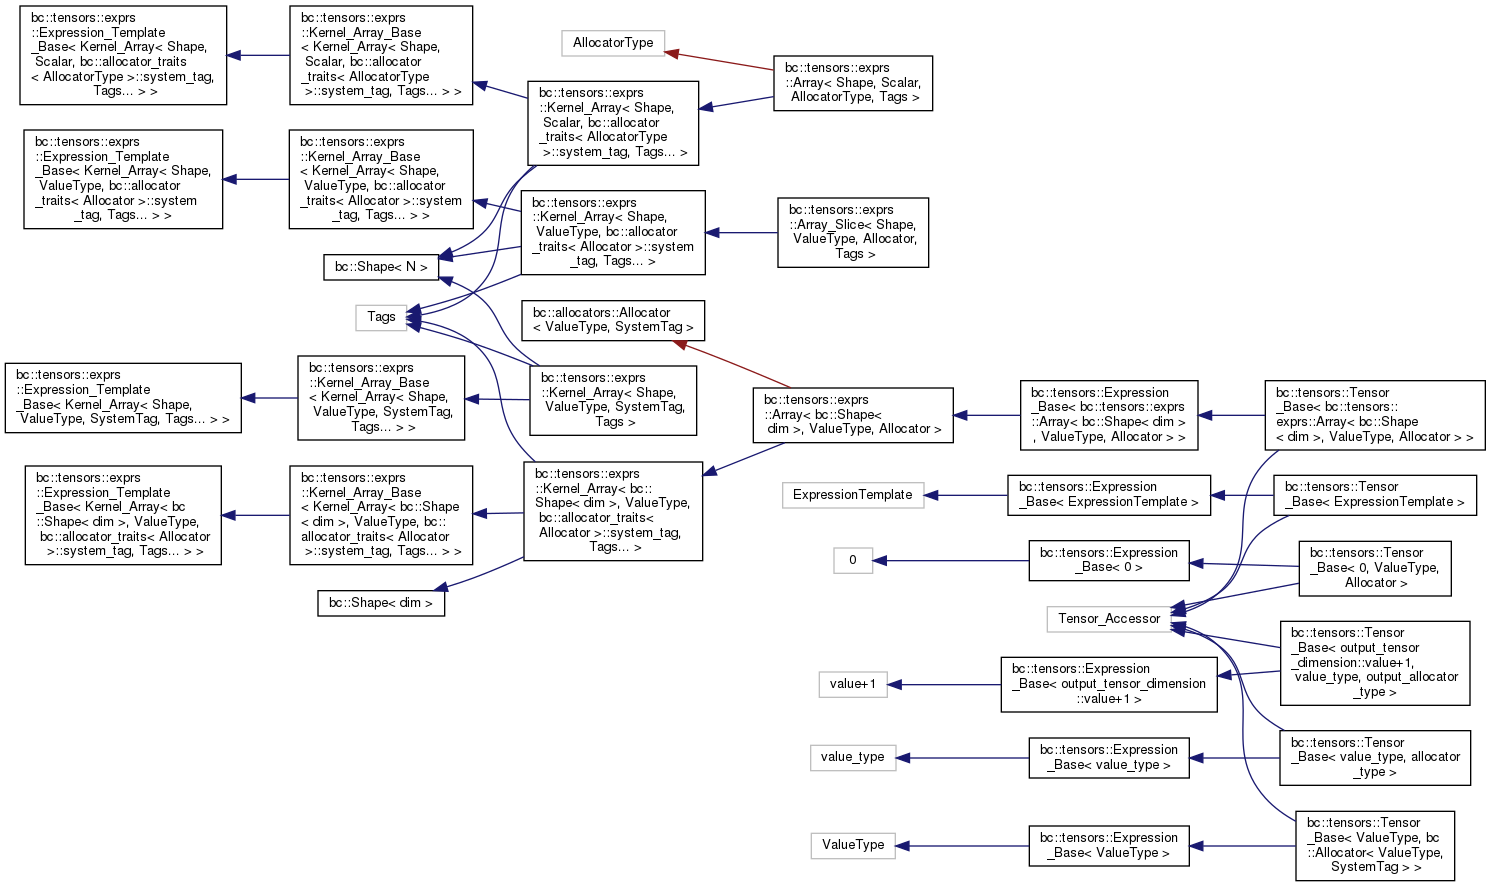 bc::tensors::exprs
::Expression_Template
_Base< Kernel_Array< Shape,
Scalar, bc::allocator_traits
< AllocatorType >::system_tag,
Tags... > >
bc::tensors::exprs
::Kernel_Array_Base
< Kernel_Array< Shape,
Scalar, bc::allocator
_traits< AllocatorType
>::system_tag, Tags... > >
AllocatorType
bc::tensors::exprs
::Array< Shape, Scalar,
AllocatorType, Tags >
bc::tensors::exprs
::Kernel_Array< Shape,
Scalar, bc::allocator
_traits< AllocatorType
>::system_tag, Tags... >
bc::tensors::exprs
::Expression_Template
_Base< Kernel_Array< Shape,
ValueType, bc::allocator
_traits< Allocator >::system
_tag, Tags... > >
bc::tensors::exprs
::Kernel_Array_Base
< Kernel_Array< Shape,
ValueType, bc::allocator
_traits< Allocator >::system
_tag, Tags... > >
bc::tensors::exprs
::Kernel_Array< Shape,
ValueType, bc::allocator
_traits< Allocator >::system
_tag, Tags... >
bc::tensors::exprs
::Array_Slice< Shape,
ValueType, Allocator,
Tags >
bc::Shape< N >
Tags
bc::allocators::Allocator
< ValueType, SystemTag >
bc::tensors::exprs
::Expression_Template
_Base< Kernel_Array< Shape,
ValueType, SystemTag, Tags... > >
bc::tensors::exprs
::Kernel_Array_Base
< Kernel_Array< Shape,
ValueType, SystemTag,
Tags... > >
bc::tensors::exprs
::Kernel_Array< Shape,
ValueType, SystemTag,
Tags >
bc::tensors::exprs
::Array< bc::Shape<
dim >, ValueType, Allocator >
bc::tensors::Expression
_Base< bc::tensors::exprs
::Array< bc::Shape< dim >
, ValueType, Allocator > >
bc::tensors::Tensor
_Base< bc::tensors::
exprs::Array< bc::Shape
< dim >, ValueType, Allocator > >
bc::tensors::exprs
::Expression_Template
_Base< Kernel_Array< bc
::Shape< dim >, ValueType,
bc::allocator_traits< Allocator
>::system_tag, Tags... > >
bc::tensors::exprs
::Kernel_Array_Base
< Kernel_Array< bc::Shape
< dim >, ValueType, bc::
allocator_traits< Allocator
>::system_tag, Tags... > >
bc::tensors::exprs
::Kernel_Array< bc::
Shape< dim >, ValueType,
bc::allocator_traits<
Allocator >::system_tag,
Tags... >
bc::Shape< dim >
ExpressionTemplate
bc::tensors::Expression
_Base< ExpressionTemplate >
bc::tensors::Tensor
_Base< ExpressionTemplate >
0
bc::tensors::Expression
_Base< 0 >
bc::tensors::Tensor
_Base< 0, ValueType,
Allocator >
Tensor_Accessor
value+1
bc::tensors::Expression
_Base< output_tensor_dimension
::value+1 >
bc::tensors::Tensor
_Base< output_tensor
_dimension::value+1,
value_type, output_allocator
_type >
value_type
bc::tensors::Expression
_Base< value_type >
bc::tensors::Tensor
_Base< value_type, allocator
_type >
ValueType
bc::tensors::Expression
_Base< ValueType >
bc::tensors::Tensor
_Base< ValueType, bc
::Allocator< ValueType,
SystemTag > >